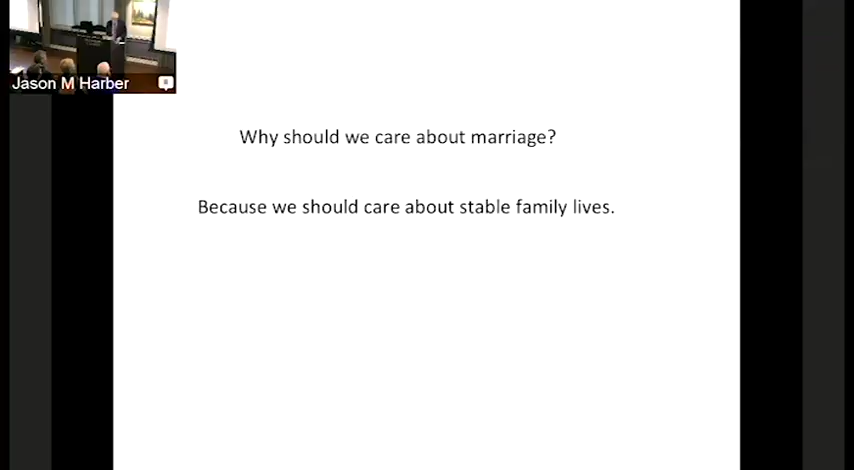 Jason M Harber
Why should we care about marriage?
Because we should care about stable family lives.